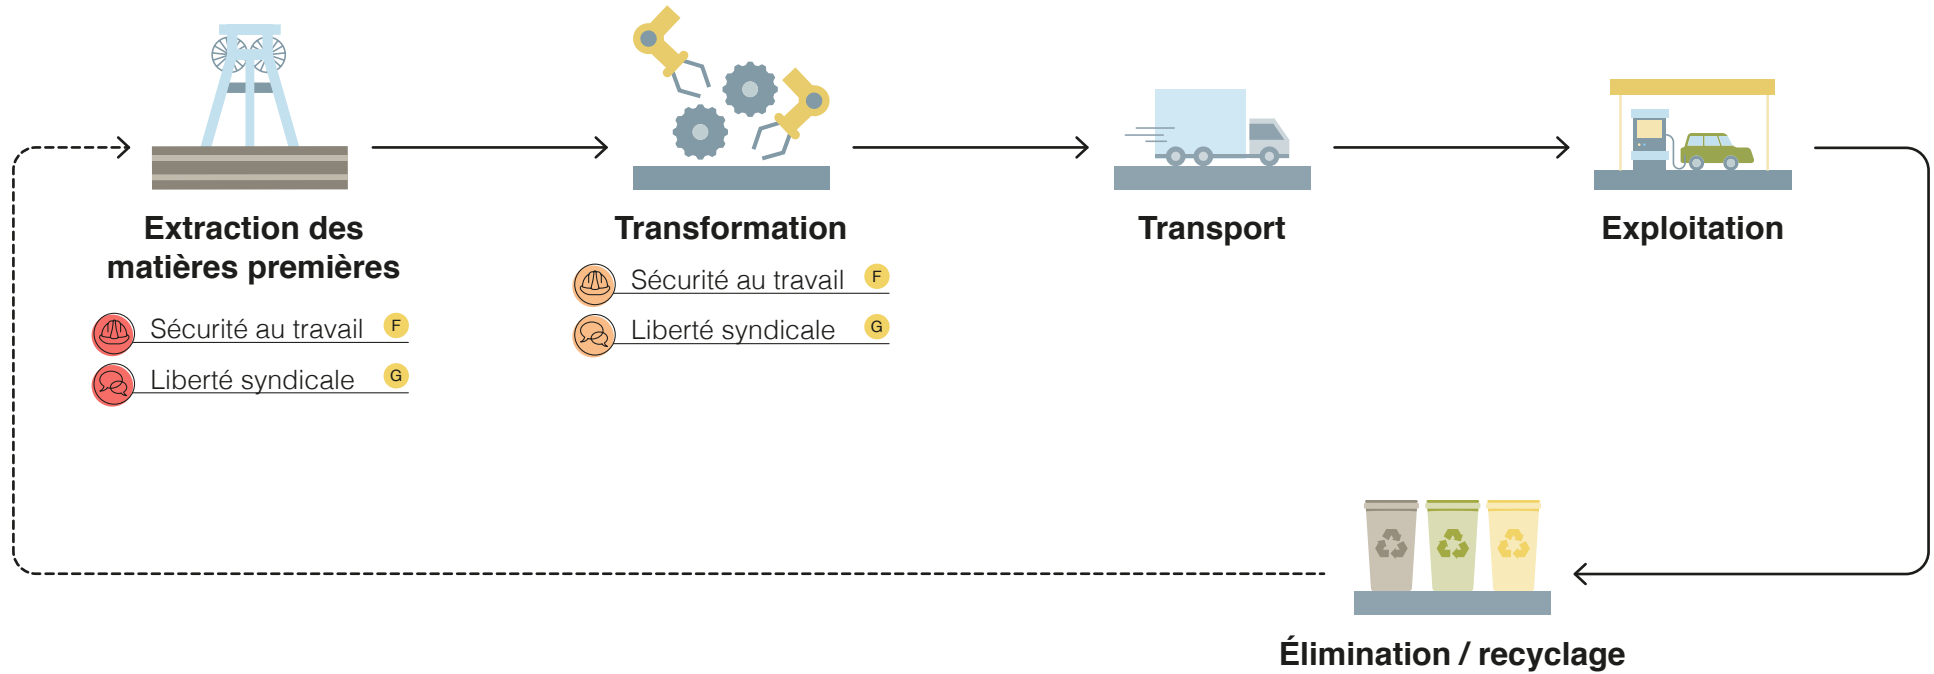 Extraction des
matières premières
Sécurité au travail F
Liberté syndicale G
Transformation
Sécurité au travail F
Liberté syndicale G
Transport
Exploitation
Élimination / recyclage